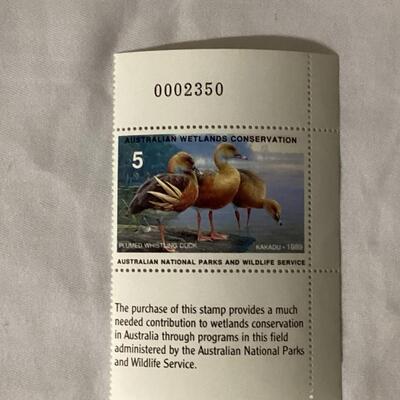 0002350
AUSTRALIAN WETLANDS CONSERVATION
5
PLUMED WHISTLING DUCK KAKADU - 1989
AUSTRALIAN NATIONAL PARKS AND WILDLIFE SERVICE
The purchase of this stamp provides a much
needed contribution to wetlands conservation
in Australia through programs in this field
administered by the Australian National Parks
and Wildlife Service.